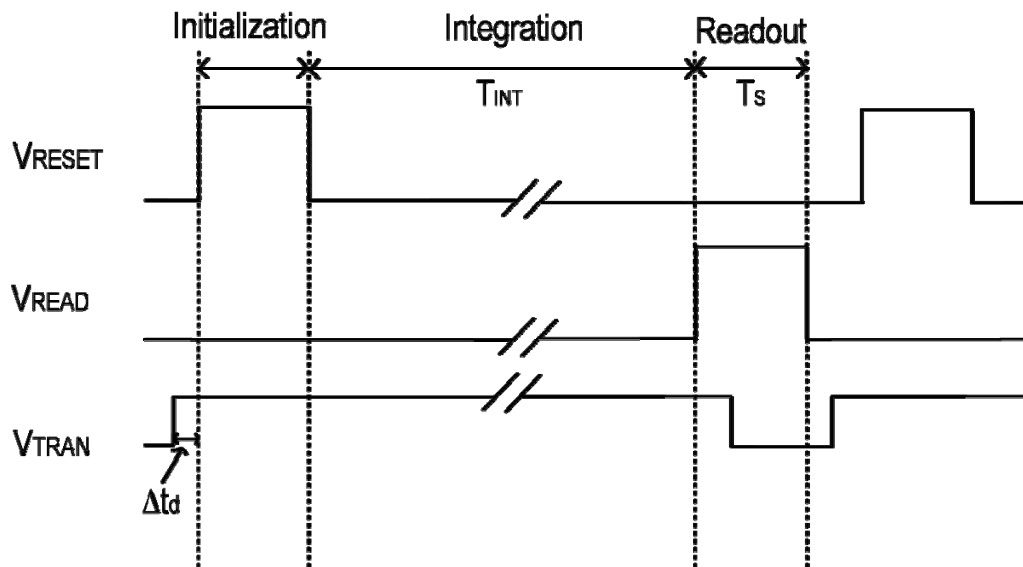 Initialization Integration Readout
TINT TS
VRESET
VREAD
VTRAN
Δtd